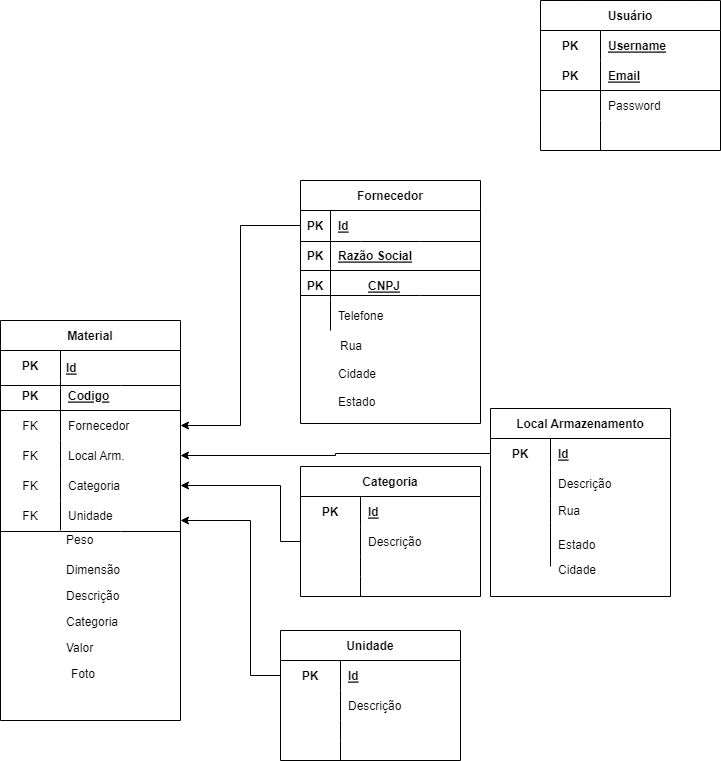 Usuário
PK Username
PK Email
Password
Fornecedor
PK Id
PK Razão Social
PK CNPJ
Telefone
Rua
Cidade
Estado
Material
PK Id
PK Codigo
FK Fornecedor
FK Local Arm.
FK Categoria
FK Unidade
Peso
Dimensão
Descrição
Categoria
Valor
Foto
Local Armazenamento
PK Id
Descrição
Rua
Estado
Cidade
Categoria
PK Id
Descrição
Unidade
PK Id
Descrição